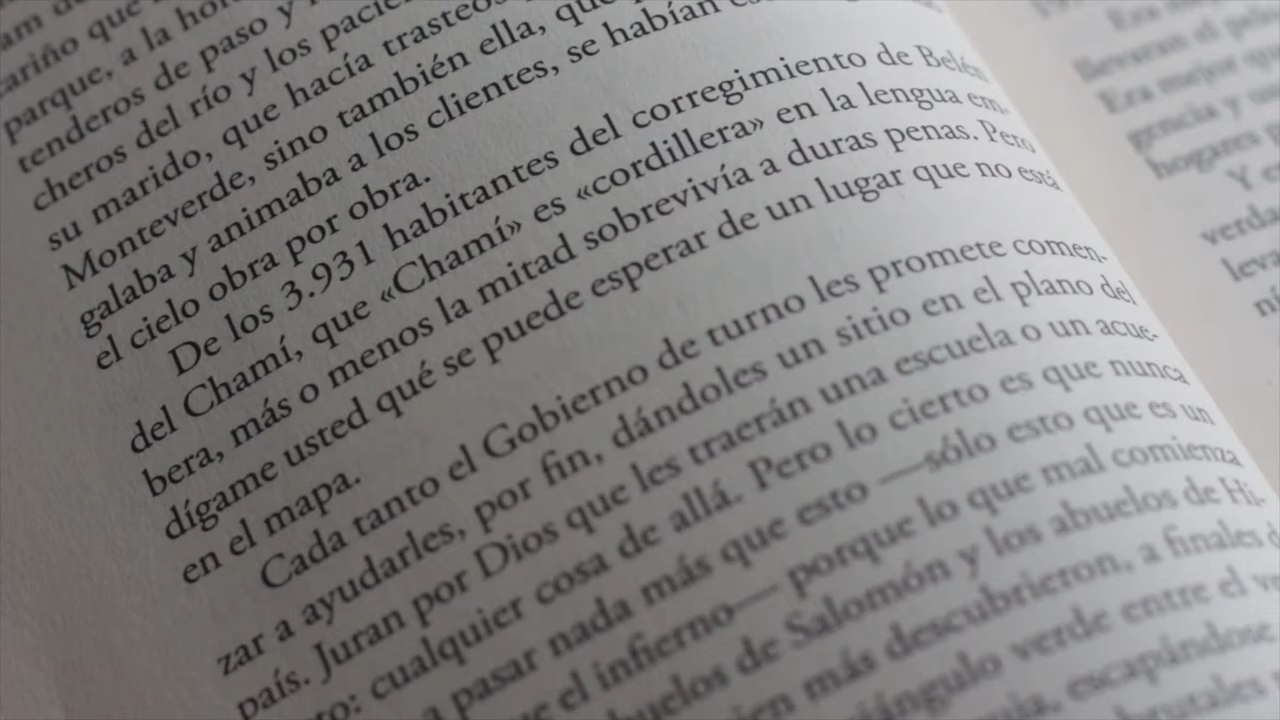 cariño que
parque, a la
tenderos de paso y
cheros del río y los
su marido, que hacía trasteos
Monteverde, sino también ella, que
galaba y animaba a los clientes, se habían
el cielo obra por obra.
De los 3.931 habitantes del corregimiento de Belén
del Chamí, que «Chamí» es «cordillera» en la lengua em-
bera, más o menos la mitad sobrevivía a duras penas. Pero
dígame usted qué se puede esperar de un lugar que no está
en el mapa.
Cada tanto el Gobierno de turno les promete comen-
zar a ayudarles, por fin, dándoles un sitio en el plano del
país. Juran por Dios que les traerán una escuela o un acue-
cualquier cosa de allá. Pero lo cierto es que nunca
a pasar nada más que esto —sólo esto que es un
el infierno— porque lo que mal comienza
de Salomón y los abuelos de Hi-
más descubrieron, a finales
verde entre el
escapándose
Era mejor
gencia y
hogares
Y
verda
leva